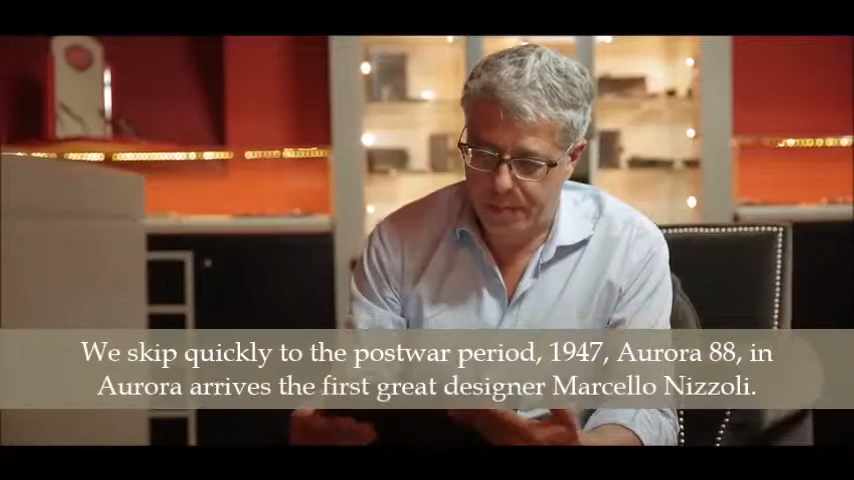 We skip quickly to the postwar period, 1947, Aurora 88, in
Aurora arrives the first great designer Marcello Nizzoli.